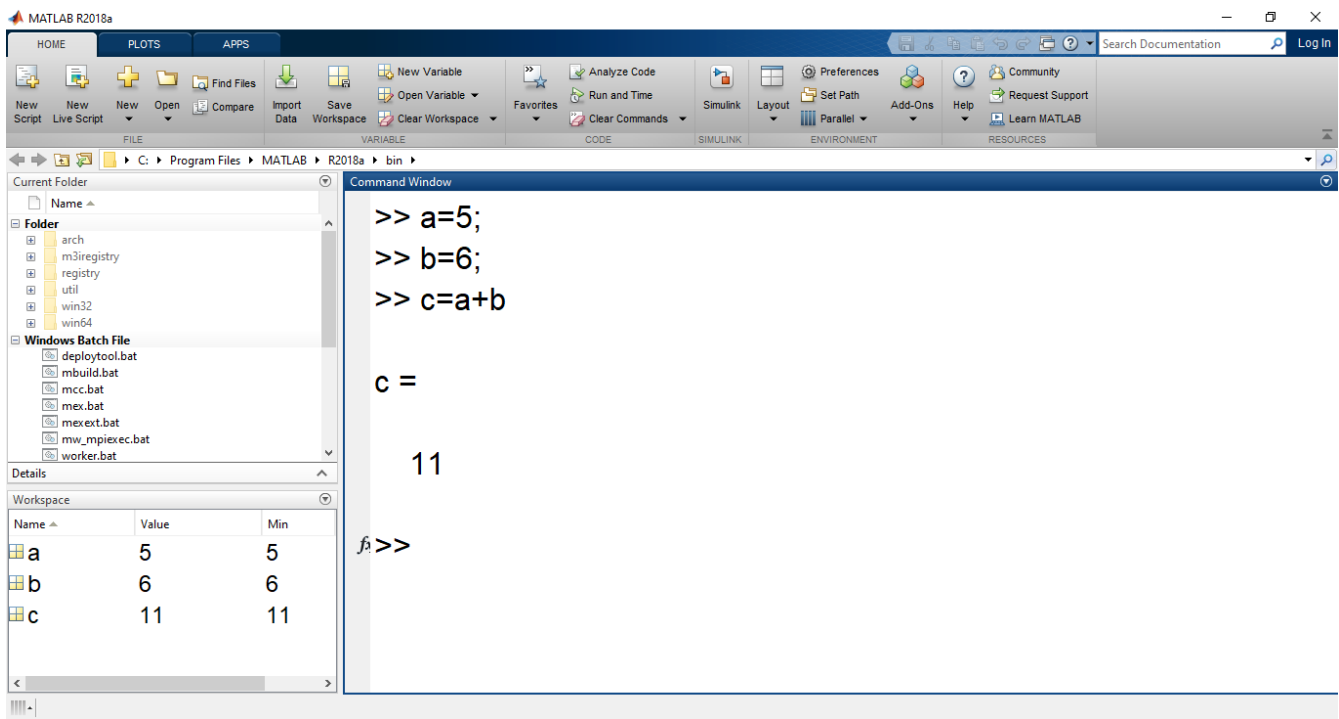 MATLAB R2018a
HOME PLOTS APPS Search Documentation Log In
New Script
New Live Script
New
Open
Find Files
Compare
Import Data
Save Workspace
New Variable
Open Variable
Clear Workspace
Favorites
Analyze Code
Run and Time
Clear Commands
Simulink
Layout
Preferences
Set Path
Parallel
Add-Ons
Help
Community
Request Support
Learn MATLAB
FILE VARIABLE CODE SIMULINK ENVIRONMENT RESOURCES
C: Program Files MATLAB R2018a bin
Current Folder
Name
Folder
arch
m3iregistry
registry
util
win32
win64
Windows Batch File
deploytool.bat
mbuild.bat
mcc.bat
mex.bat
mexext.bat
mw_mpiexec.bat
worker.bat
Details
Workspace
Name Value Min
a 5 5
b 6 6
c 11 11
Command Window
>> a=5;
>> b=6;
>> c=a+b
c =
11
fx >>